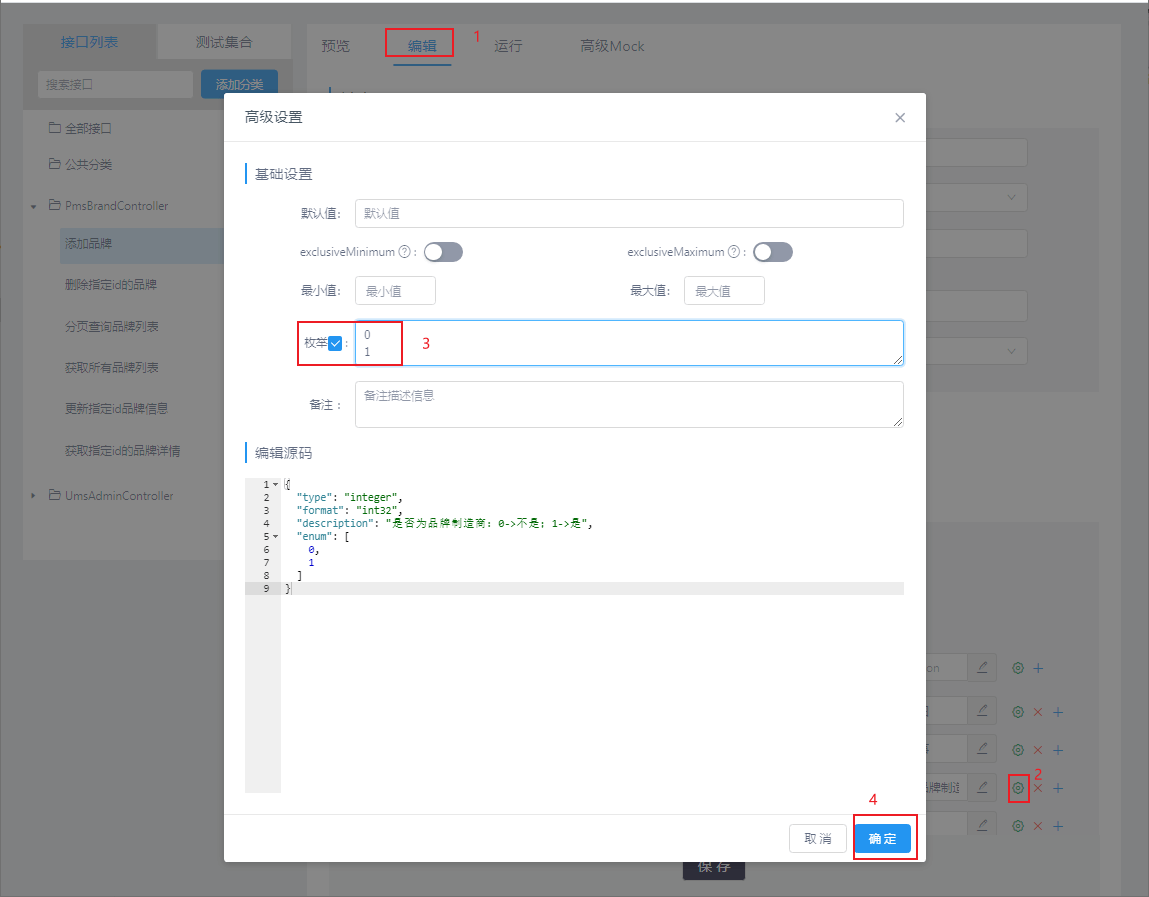 接口列表
测试集合
预览
编辑
1
运行
高级Mock
搜索接口
添加分类
全部接口
公共分类
PmsBrandController
添加品牌
删除指定id的品牌
分页查询品牌列表
获取所有品牌列表
更新指定id品牌信息
获取指定id的品牌详情
UmsAdminController
高级设置
基础设置
默认值:
默认值
exclusiveMinimum ? :
exclusiveMaximum ? :
最小值:
最小值
最大值:
最大值
枚举 :
0
1
3
备注 :
备注描述信息
编辑源码
1 {
2 "type": "integer",
3 "format": "int32",
4 "description": "是否为品牌制造商：0->不是；1->是",
5 "enum": [
6 0,
7 1
8 ]
9 }
on
2
品牌制造
4
取 消
确 定
保 存